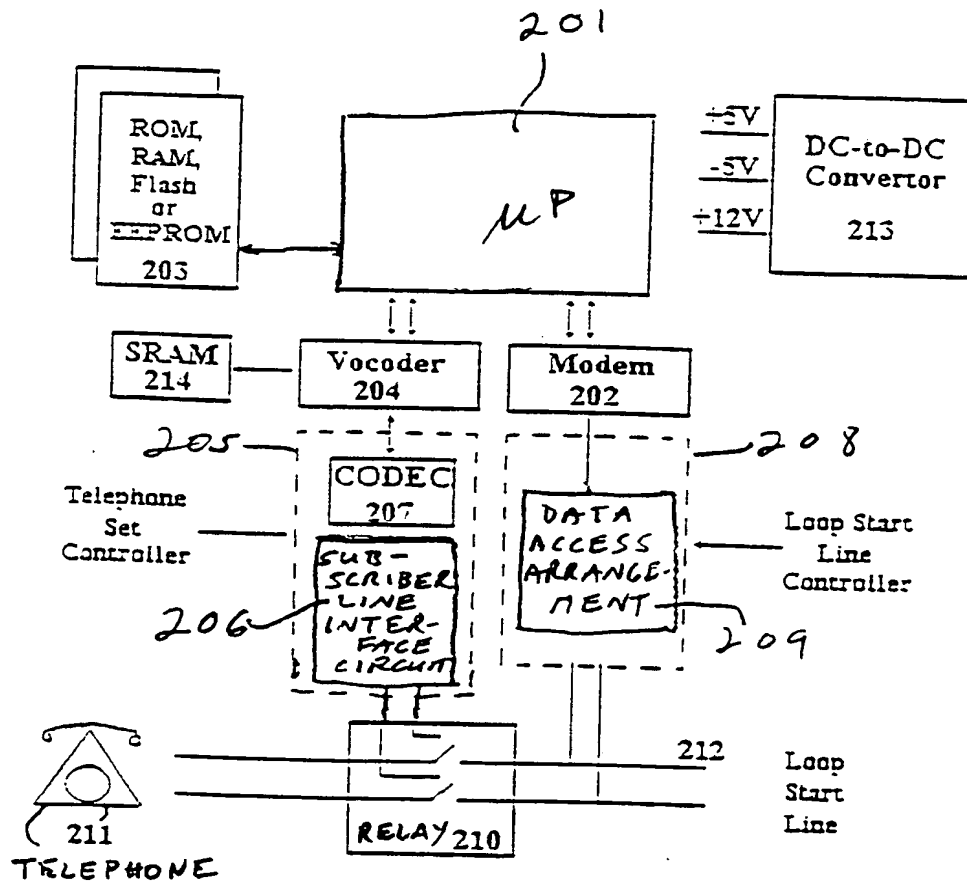 201
ROM,
RAM,
Flash
or
EEPROM
203
μP
+5V
-5V
+12V
DC-to-DC
Convertor
213
SRAM
214
Vocoder
204
Modem
202
205
208
Telephone
Set
Controller
CODEC
207
SUB-
SCRIBER
LINE
INTER-
FACE
CIRCUIT
206
DATA
ACCESS
ARRANGE-
MENT
209
Loop Start
Line
Controller
211
TELEPHONE
RELAY 210
212
Loop
Start
Line